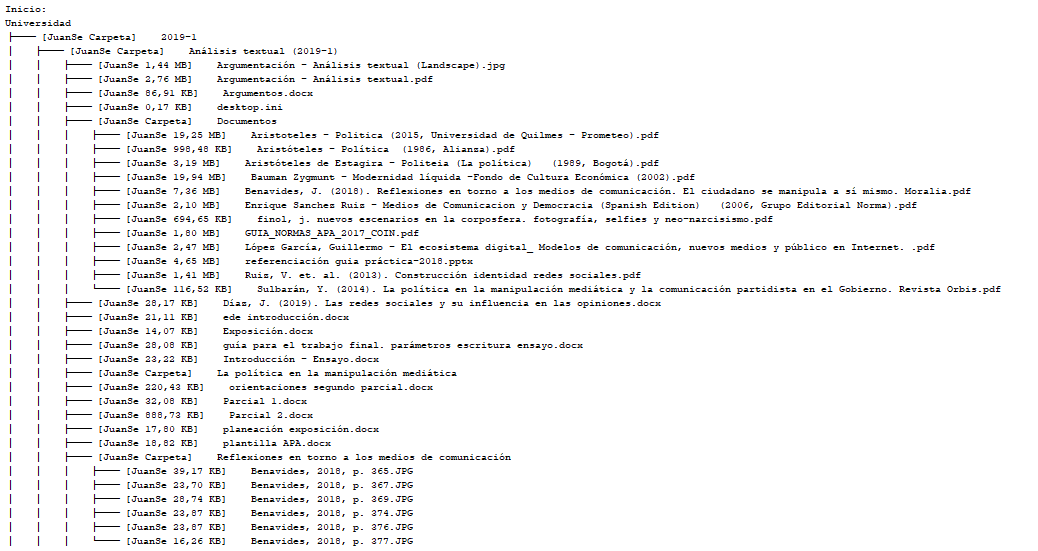 Inicio:
Universidad
├─── [JuanSe Carpeta]    2019-1
│   ├─── [JuanSe Carpeta]    Análisis textual (2019-1)
│   │   ├─── [JuanSe 1,44 MB]    Argumentación - Análisis textual (Landscape).jpg
│   │   ├─── [JuanSe 2,76 MB]    Argumentación - Análisis textual.pdf
│   │   ├─── [JuanSe 86,91 KB]    Argumentos.docx
│   │   ├─── [JuanSe 0,17 KB]    desktop.ini
│   │   ├─── [JuanSe Carpeta]    Documentos
│   │   │   ├─── [JuanSe 19,25 MB]    Aristoteles - Politica (2015, Universidad de Quilmes - Prometeo).pdf
│   │   │   ├─── [JuanSe 998,48 KB]    Aristóteles - Política  (1986, Alianza).pdf
│   │   │   ├─── [JuanSe 3,19 MB]    Aristóteles de Estagira - Politeia (La política)   (1989, Bogotá).pdf
│   │   │   ├─── [JuanSe 19,94 MB]    Bauman Zygmunt - Modernidad líquida -Fondo de Cultura Económica (2002).pdf
│   │   │   ├─── [JuanSe 7,36 MB]    Benavides, J. (2018). Reflexiones en torno a los medios de comunicación. El ciudadano se manipula a sí mismo. Moralia.pdf
│   │   │   ├─── [JuanSe 2,10 MB]    Enrique Sanchez Ruiz - Medios de Comunicacion y Democracia (Spanish Edition)   (2006, Grupo Editorial Norma).pdf
│   │   │   ├─── [JuanSe 694,65 KB]    finol, j. nuevos escenarios en la corposfera. fotografía, selfies y neo-narcisismo.pdf
│   │   │   ├─── [JuanSe 1,80 MB]    GUIA_NORMAS_APA_2017_COIN.pdf
│   │   │   ├─── [JuanSe 2,47 MB]    López García, Guillermo - El ecosistema digital_ Modelos de comunicación, nuevos medios y público en Internet. .pdf
│   │   │   ├─── [JuanSe 4,65 MB]    referenciación guia práctica-2018.pptx
│   │   │   ├─── [JuanSe 1,41 MB]    Ruiz, V. et. al. (2013). Construcción identidad redes sociales.pdf
│   │   │   └─── [JuanSe 116,52 KB]    Sulbarán, Y. (2014). La política en la manipulación mediática y la comunicación partidista en el Gobierno. Revista Orbis.pdf
│   │   ├─── [JuanSe 28,17 KB]    Díaz, J. (2019). Las redes sociales y su influencia en las opiniones.docx
│   │   ├─── [JuanSe 21,11 KB]    ede introducción.docx
│   │   ├─── [JuanSe 14,07 KB]    Exposición.docx
│   │   ├─── [JuanSe 28,08 KB]    guía para el trabajo final. parámetros escritura ensayo.docx
│   │   ├─── [JuanSe 23,22 KB]    Introducción - Ensayo.docx
│   │   ├─── [JuanSe Carpeta]    La política en la manipulación mediática
│   │   ├─── [JuanSe 220,43 KB]    orientaciones segundo parcial.docx
│   │   ├─── [JuanSe 32,08 KB]    Parcial 1.docx
│   │   ├─── [JuanSe 888,73 KB]    Parcial 2.docx
│   │   ├─── [JuanSe 17,80 KB]    planeación exposición.docx
│   │   ├─── [JuanSe 18,82 KB]    plantilla APA.docx
│   │   ├─── [JuanSe Carpeta]    Reflexiones en torno a los medios de comunicación
│   │   │   ├─── [JuanSe 39,17 KB]    Benavides, 2018, p. 365.JPG
│   │   │   ├─── [JuanSe 23,70 KB]    Benavides, 2018, p. 367.JPG
│   │   │   ├─── [JuanSe 28,74 KB]    Benavides, 2018, p. 369.JPG
│   │   │   ├─── [JuanSe 23,87 KB]    Benavides, 2018, p. 374.JPG
│   │   │   ├─── [JuanSe 23,87 KB]    Benavides, 2018, p. 376.JPG
│   │   │   └─── [JuanSe 16,26 KB]    Benavides, 2018, p. 377.JPG